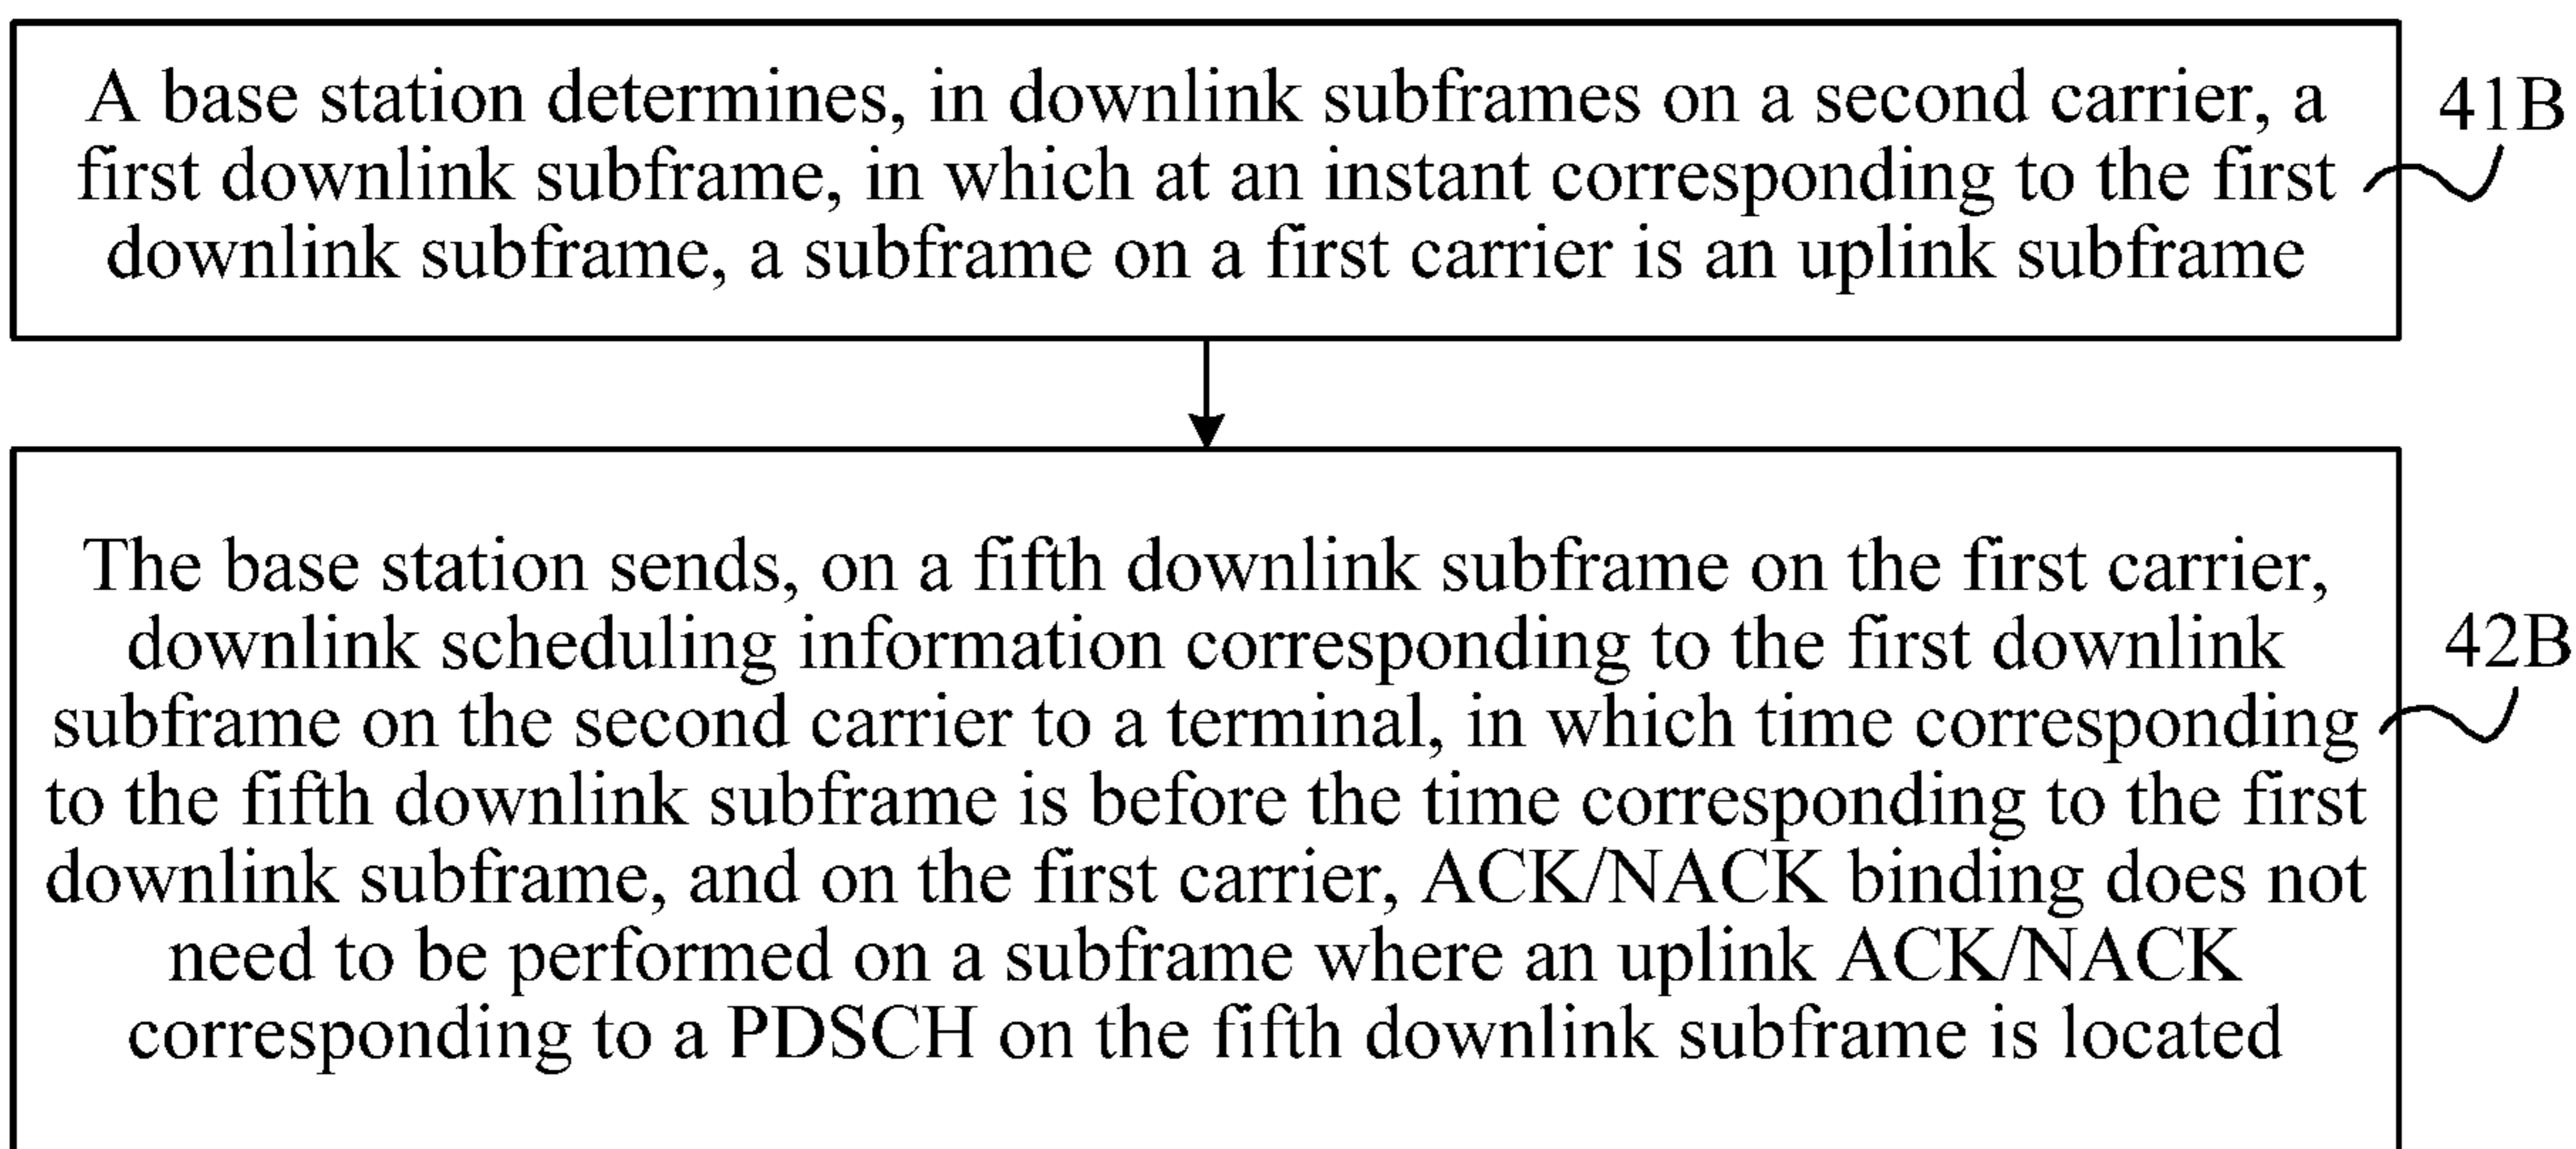 A base station determines, in downlink subframes on a second carrier, a
first downlink subframe, in which at an instant corresponding to the first
downlink subframe, a subframe on a first carrier is an uplink subframe
41B
The base station sends, on a fifth downlink subframe on the first carrier,
downlink scheduling information corresponding to the first downlink
subframe on the second carrier to a terminal, in which time corresponding
to the fifth downlink subframe is before the time corresponding to the first
downlink subframe, and on the first carrier, ACK/NACK binding does not
need to be performed on a subframe where an uplink ACK/NACK
corresponding to a PDSCH on the fifth downlink subframe is located
42B